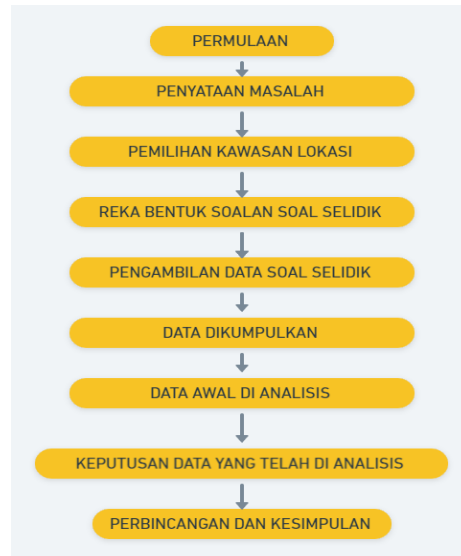 PERMULAAN
PENYATAAN MASALAH
PEMILIHAN KAWASAN LOKASI
REKA BENTUK SOALAN SOAL SELIDIK
PENGAMBILAN DATA SOAL SELIDIK
DATA DIKUMPULKAN
DATA AWAL DI ANALISIS
KEPUTUSAN DATA YANG TELAH DI ANALISIS
PERBINCANGAN DAN KESIMPULAN